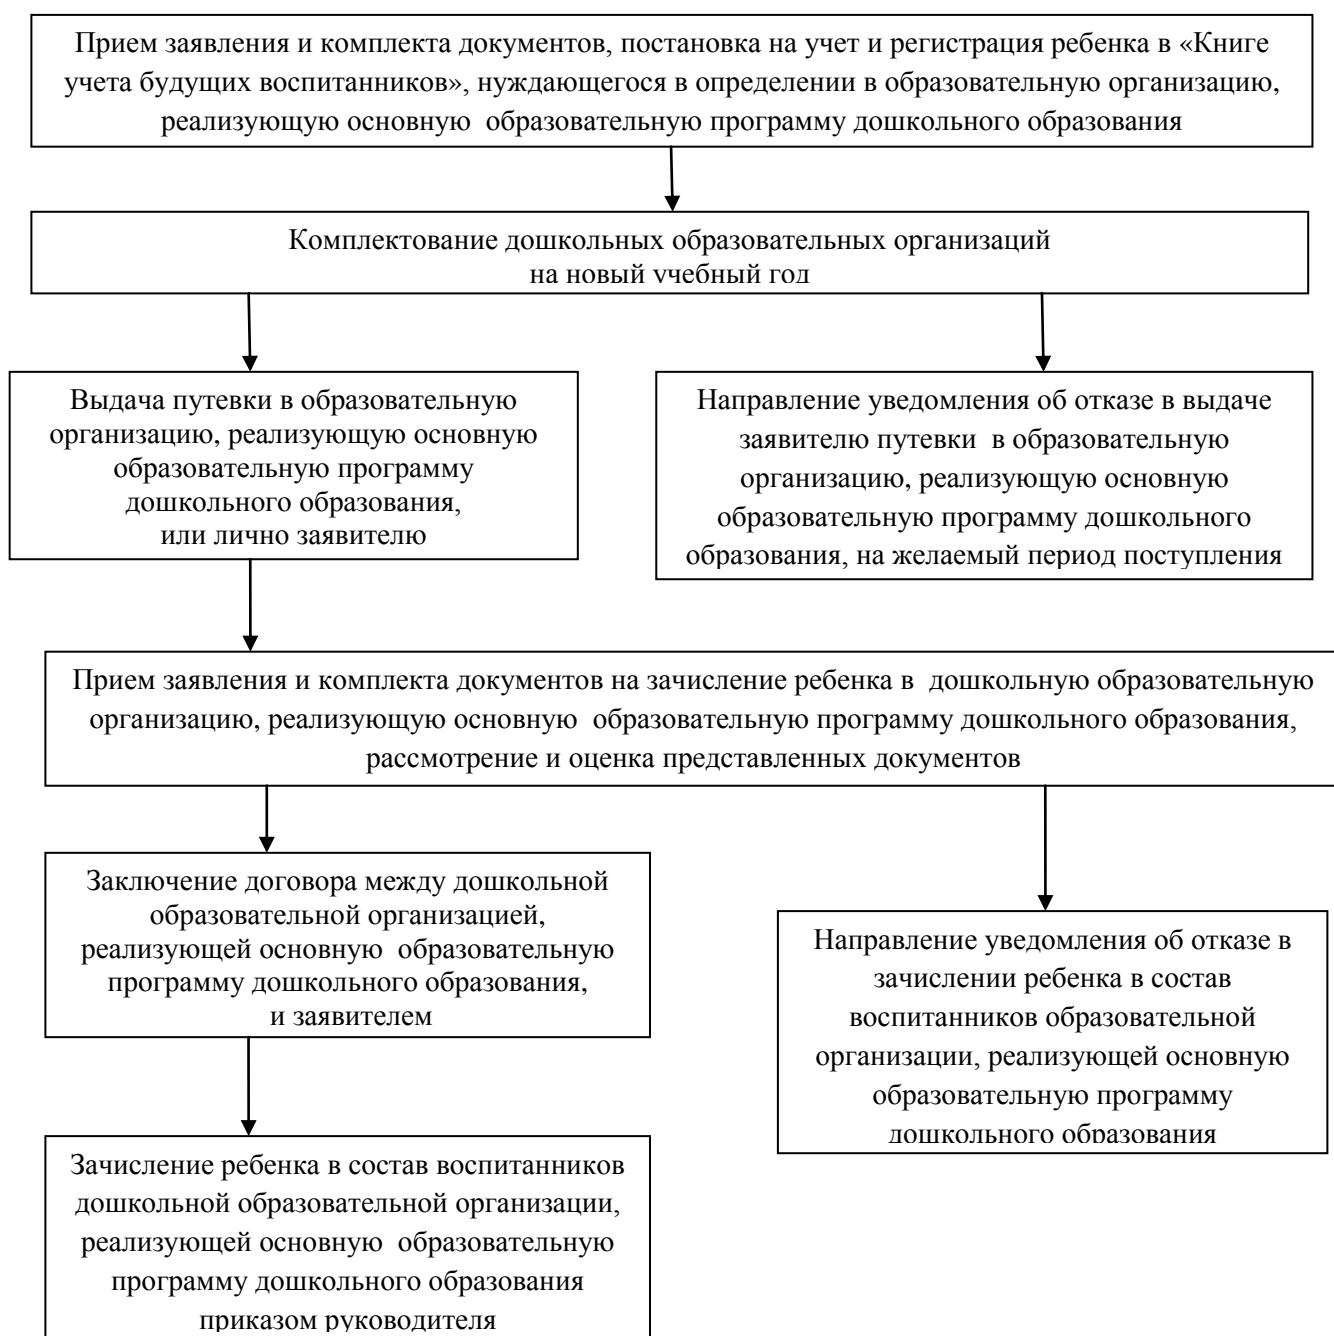 Прием заявления и комплекта документов, постановка на учет и регистрация ребенка в «Книге
учета будущих воспитанников», нуждающегося в определении в образовательную организацию,
реализующую основную образовательную программу дошкольного образования
Комплектование дошкольных образовательных организаций
на новый учебный год
Выдача путевки в образовательную
организацию, реализующую основную
образовательную программу
дошкольного образования,
или лично заявителю
Направление уведомления об отказе в выдаче
заявителю путевки в образовательную
организацию, реализующую основную
образовательную программу дошкольного
образования, на желаемый период поступления
Прием заявления и комплекта документов на зачисление ребенка в дошкольную образовательную
организацию, реализующую основную образовательную программу дошкольного образования,
рассмотрение и оценка представленных документов
Заключение договора между дошкольной
образовательной организацией,
реализующей основную образовательную
программу дошкольного образования,
и заявителем
Направление уведомления об отказе в
зачислении ребенка в состав
воспитанников образовательной
организации, реализующей основную
образовательную программу
дошкольного образования
Зачисление ребенка в состав воспитанников
дошкольной образовательной организации,
реализующей основную образовательную
программу дошкольного образования
приказом руководителя